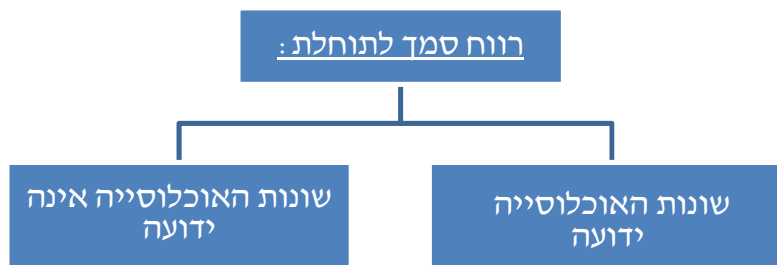 רווח סמך לתוחלת :
שונות האוכלוסייה
ידועה
שונות האוכלוסייה אינה
ידועה